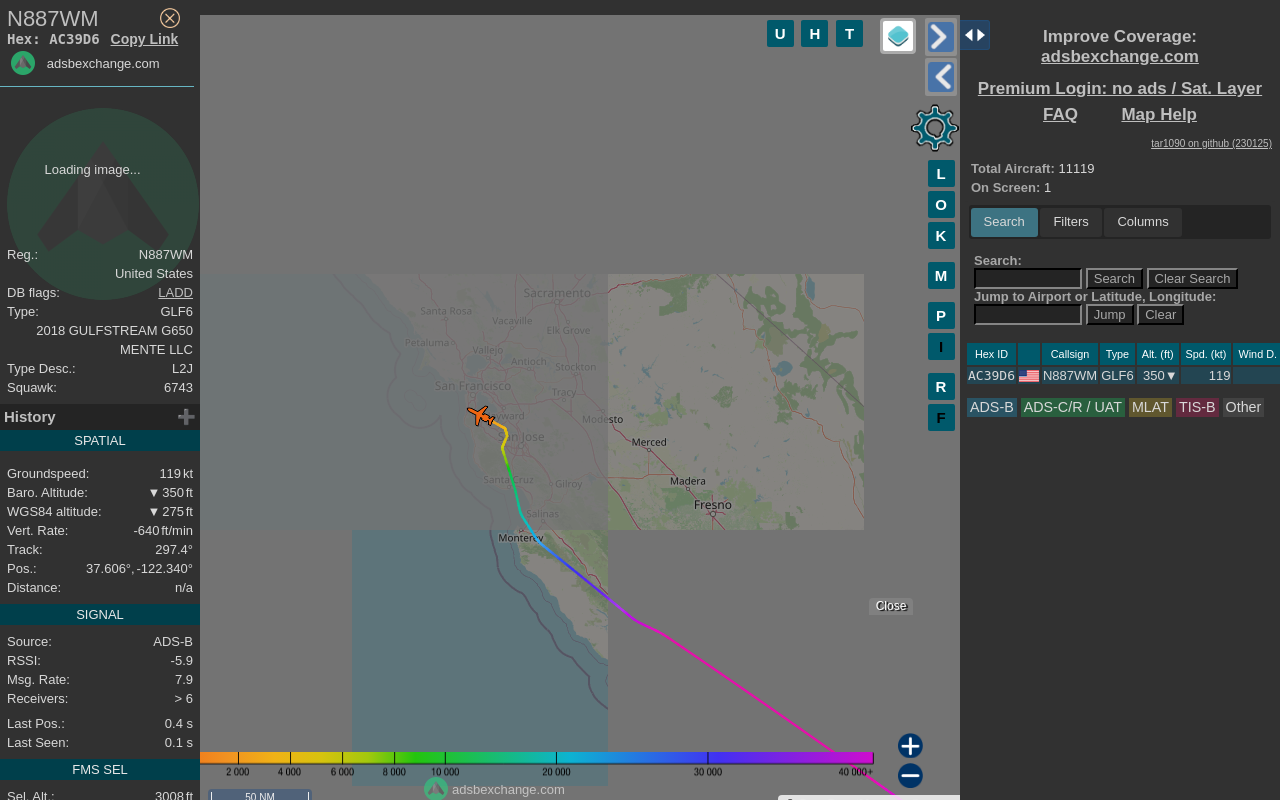 N887WM
Hex: AC39D6 Copy Link
adsbexchange.com
Loading image...
Reg.: N887WM
United States
DB flags: LADD
Type: GLF6
2018 GULFSTREAM G650
MENTE LLC
Type Desc.: L2J
Squawk: 6743
History
SPATIAL
Groundspeed: 119 kt
Baro. Altitude: ▼ 350 ft
WGS84 altitude: ▼ 275 ft
Vert. Rate: -640 ft/min
Track: 297.4°
Pos.: 37.606°, -122.340°
Distance: n/a
SIGNAL
Source: ADS-B
RSSI: -5.9
Msg. Rate: 7.9
Receivers: > 6
Last Pos.: 0.4 s
Last Seen: 0.1 s
FMS SEL
Sel. Alt.: 3008 ft
U H T
L
O
K
M
P
I
R
F
Sacramento
Santa Rosa
Vacaville
Elk Grove
Petaluma
Vallejo
Antioch
Stockton
San Francisco
Tracy
Modesto
San Jose
Merced
Santa Cruz
Gilroy
Madera
Fresno
Salinas
Monterey
Close
2 000 4 000 6 000 8 000 10 000 20 000 30 000 40 000+
adsbexchange.com
50 NM
Improve Coverage:
adsbexchange.com
Premium Login: no ads / Sat. Layer
FAQ Map Help
tar1090 on github (230125)
Total Aircraft: 11119
On Screen: 1
Search Filters Columns
Search:
Search Clear Search
Jump to Airport or Latitude, Longitude:
Jump Clear
Hex ID Callsign Type Alt. (ft) Spd. (kt) Wind D.
AC39D6 N887WM GLF6 350▼ 119
ADS-B ADS-C/R / UAT MLAT TIS-B Other